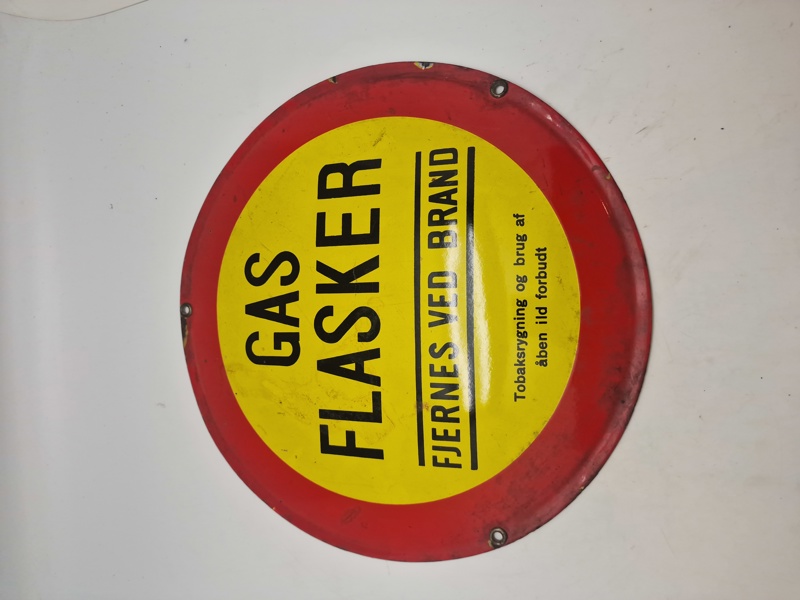 GAS
FLASKER
FJERNES VED BRAND
Tobaksrygning og brug af
åben ild forbudt